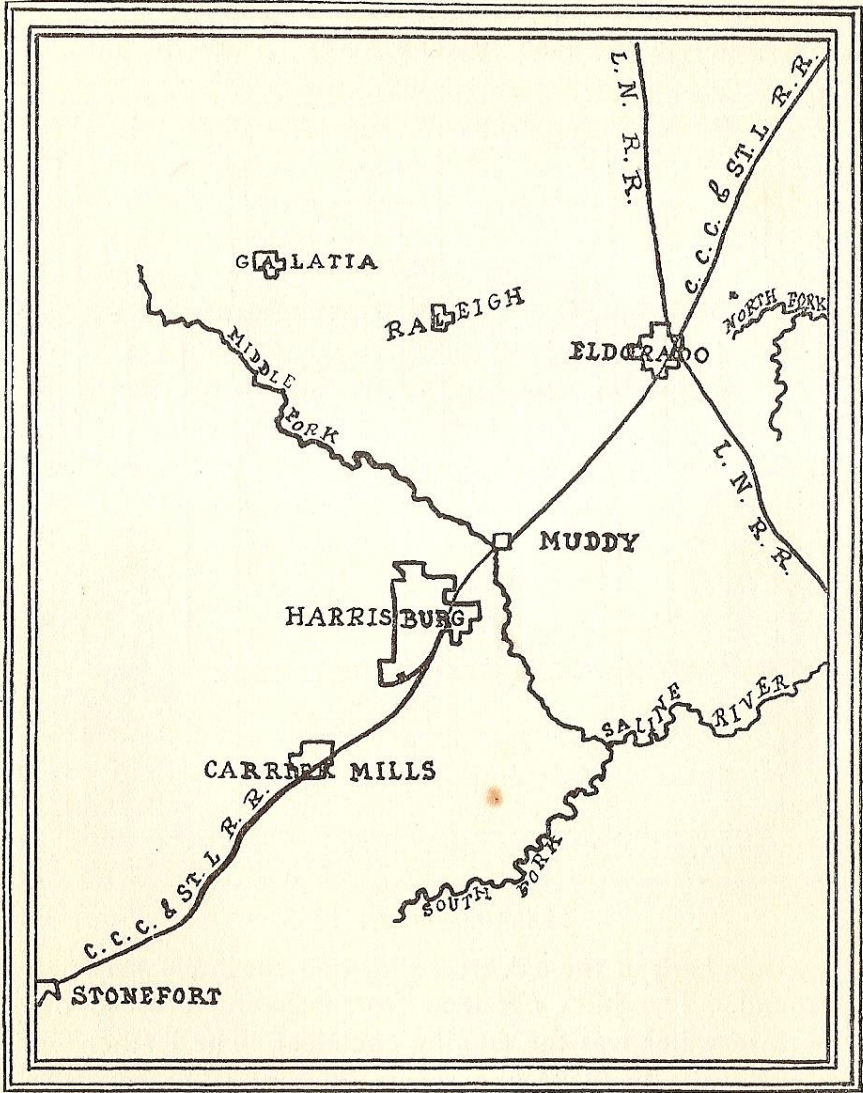 L. N. R. R.
C. C. C. & ST. L R. R.
GALATIA
RALEIGH
NORTH FORK
ELDORADO
MIDDLE FORK
L. N. R. R.
MUDDY
HARRISBURG
SALINE RIVER
CARRIER MILLS
C. C. C. & ST. L R. R.
SOUTH FORK
STONEFORT